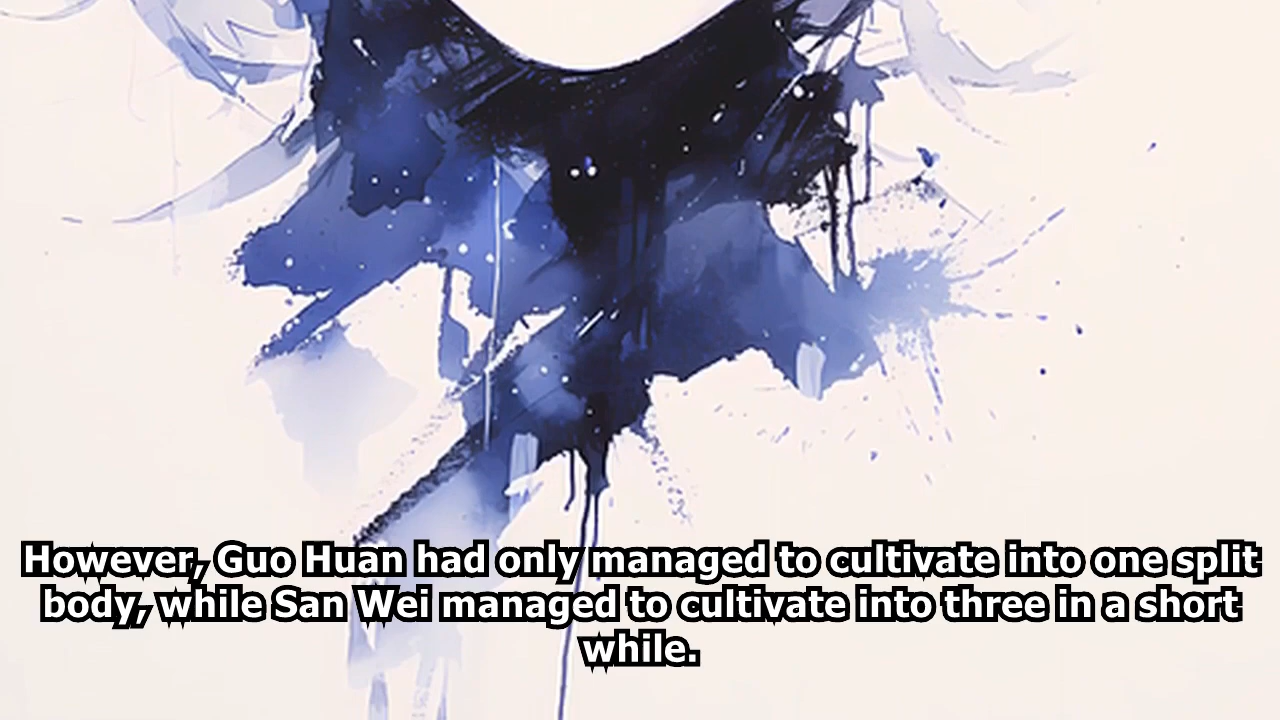 However, Guo Huan had only managed to cultivate into one split
body, while San Wei managed to cultivate into three in a short
while.